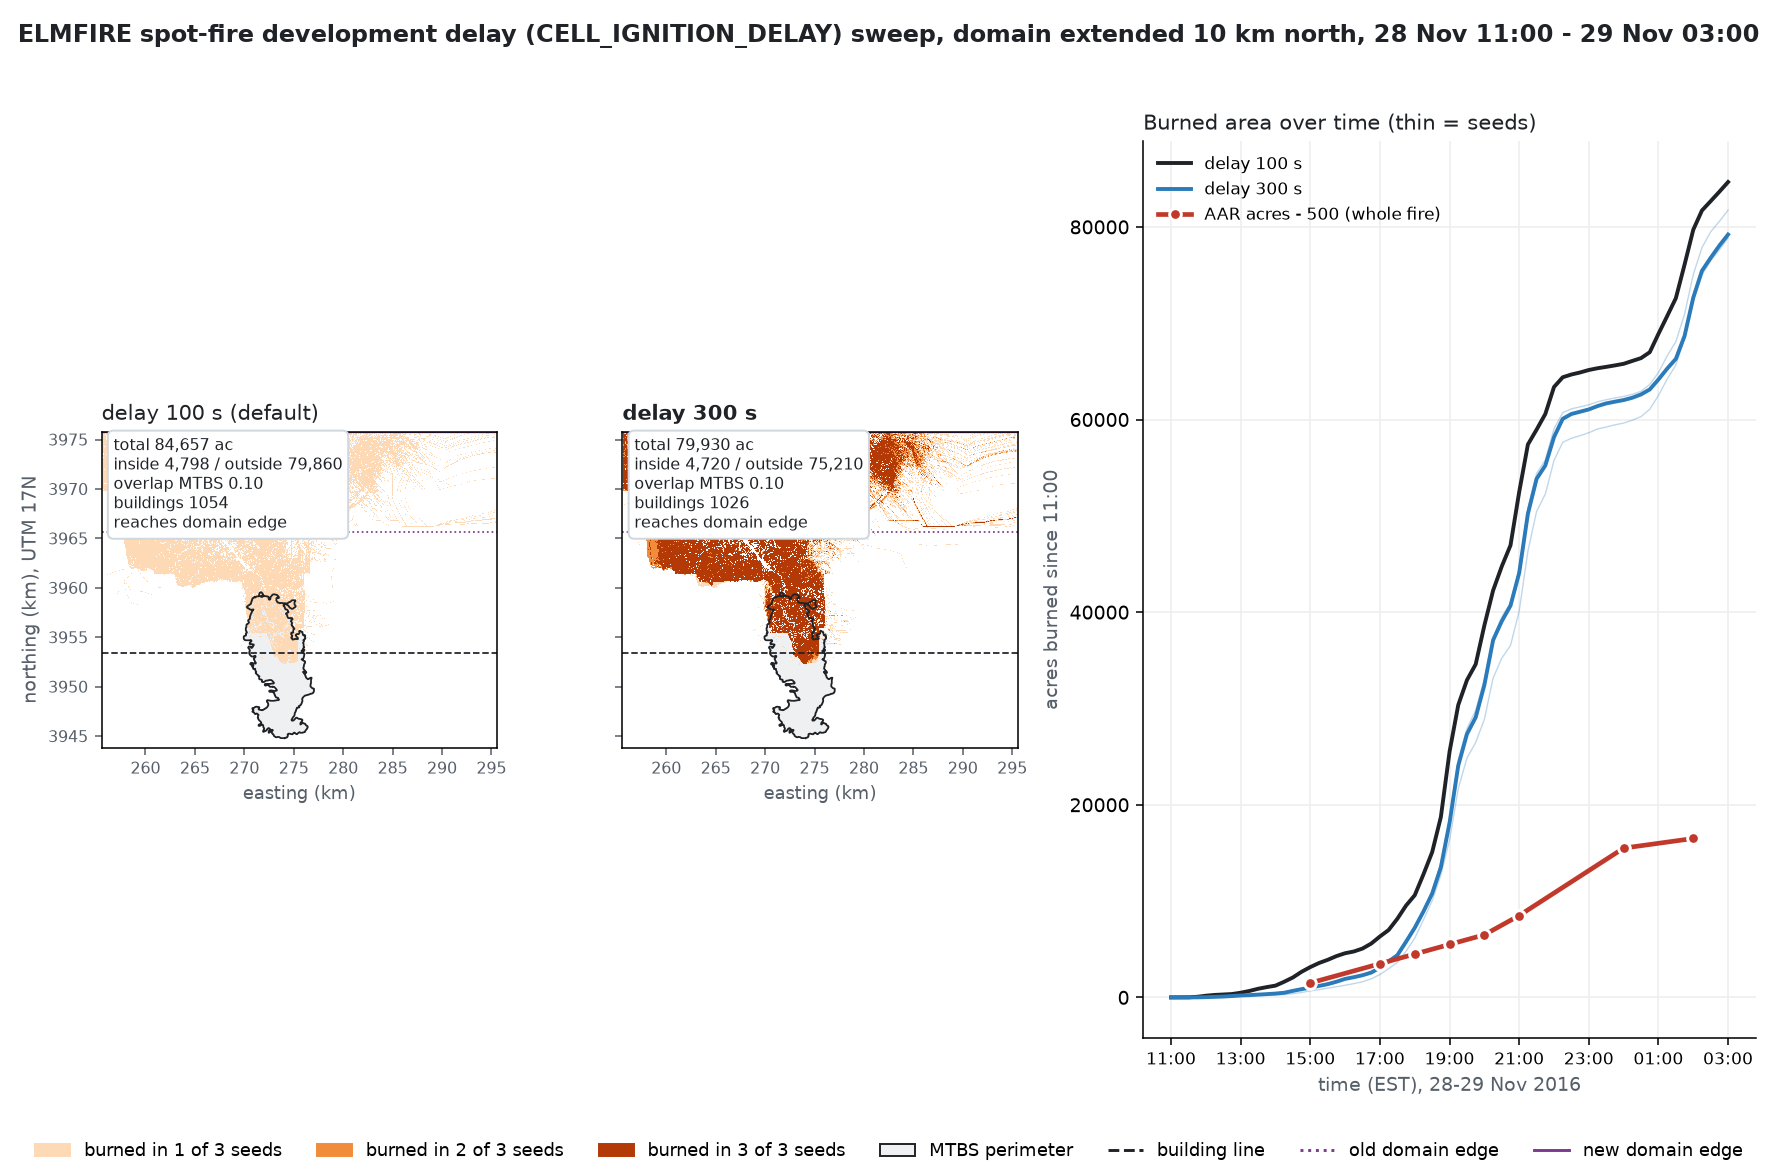 ELMFIRE spot-fire development delay (CELL_IGNITION_DELAY) sweep, domain extended 10 km north, 28 Nov 11:00 - 29 Nov 03:00
delay 100 s (default)
total 84,657 ac
inside 4,798 / outside 79,860
overlap MTBS 0.10
buildings 1054
reaches domain edge
3975
3970
3965
3960
3955
3950
3945
northing (km), UTM 17N
260 265 270 275 280 285 290 295
easting (km)
delay 300 s
total 79,930 ac
inside 4,720 / outside 75,210
overlap MTBS 0.10
buildings 1026
reaches domain edge
260 265 270 275 280 285 290 295
easting (km)
Burned area over time (thin = seeds)
delay 100 s
delay 300 s
AAR acres - 500 (whole fire)
80000
60000
40000
20000
0
acres burned since 11:00
11:00 13:00 15:00 17:00 19:00 21:00 23:00 01:00 03:00
time (EST), 28-29 Nov 2016
burned in 1 of 3 seeds burned in 2 of 3 seeds burned in 3 of 3 seeds MTBS perimeter building line old domain edge new domain edge